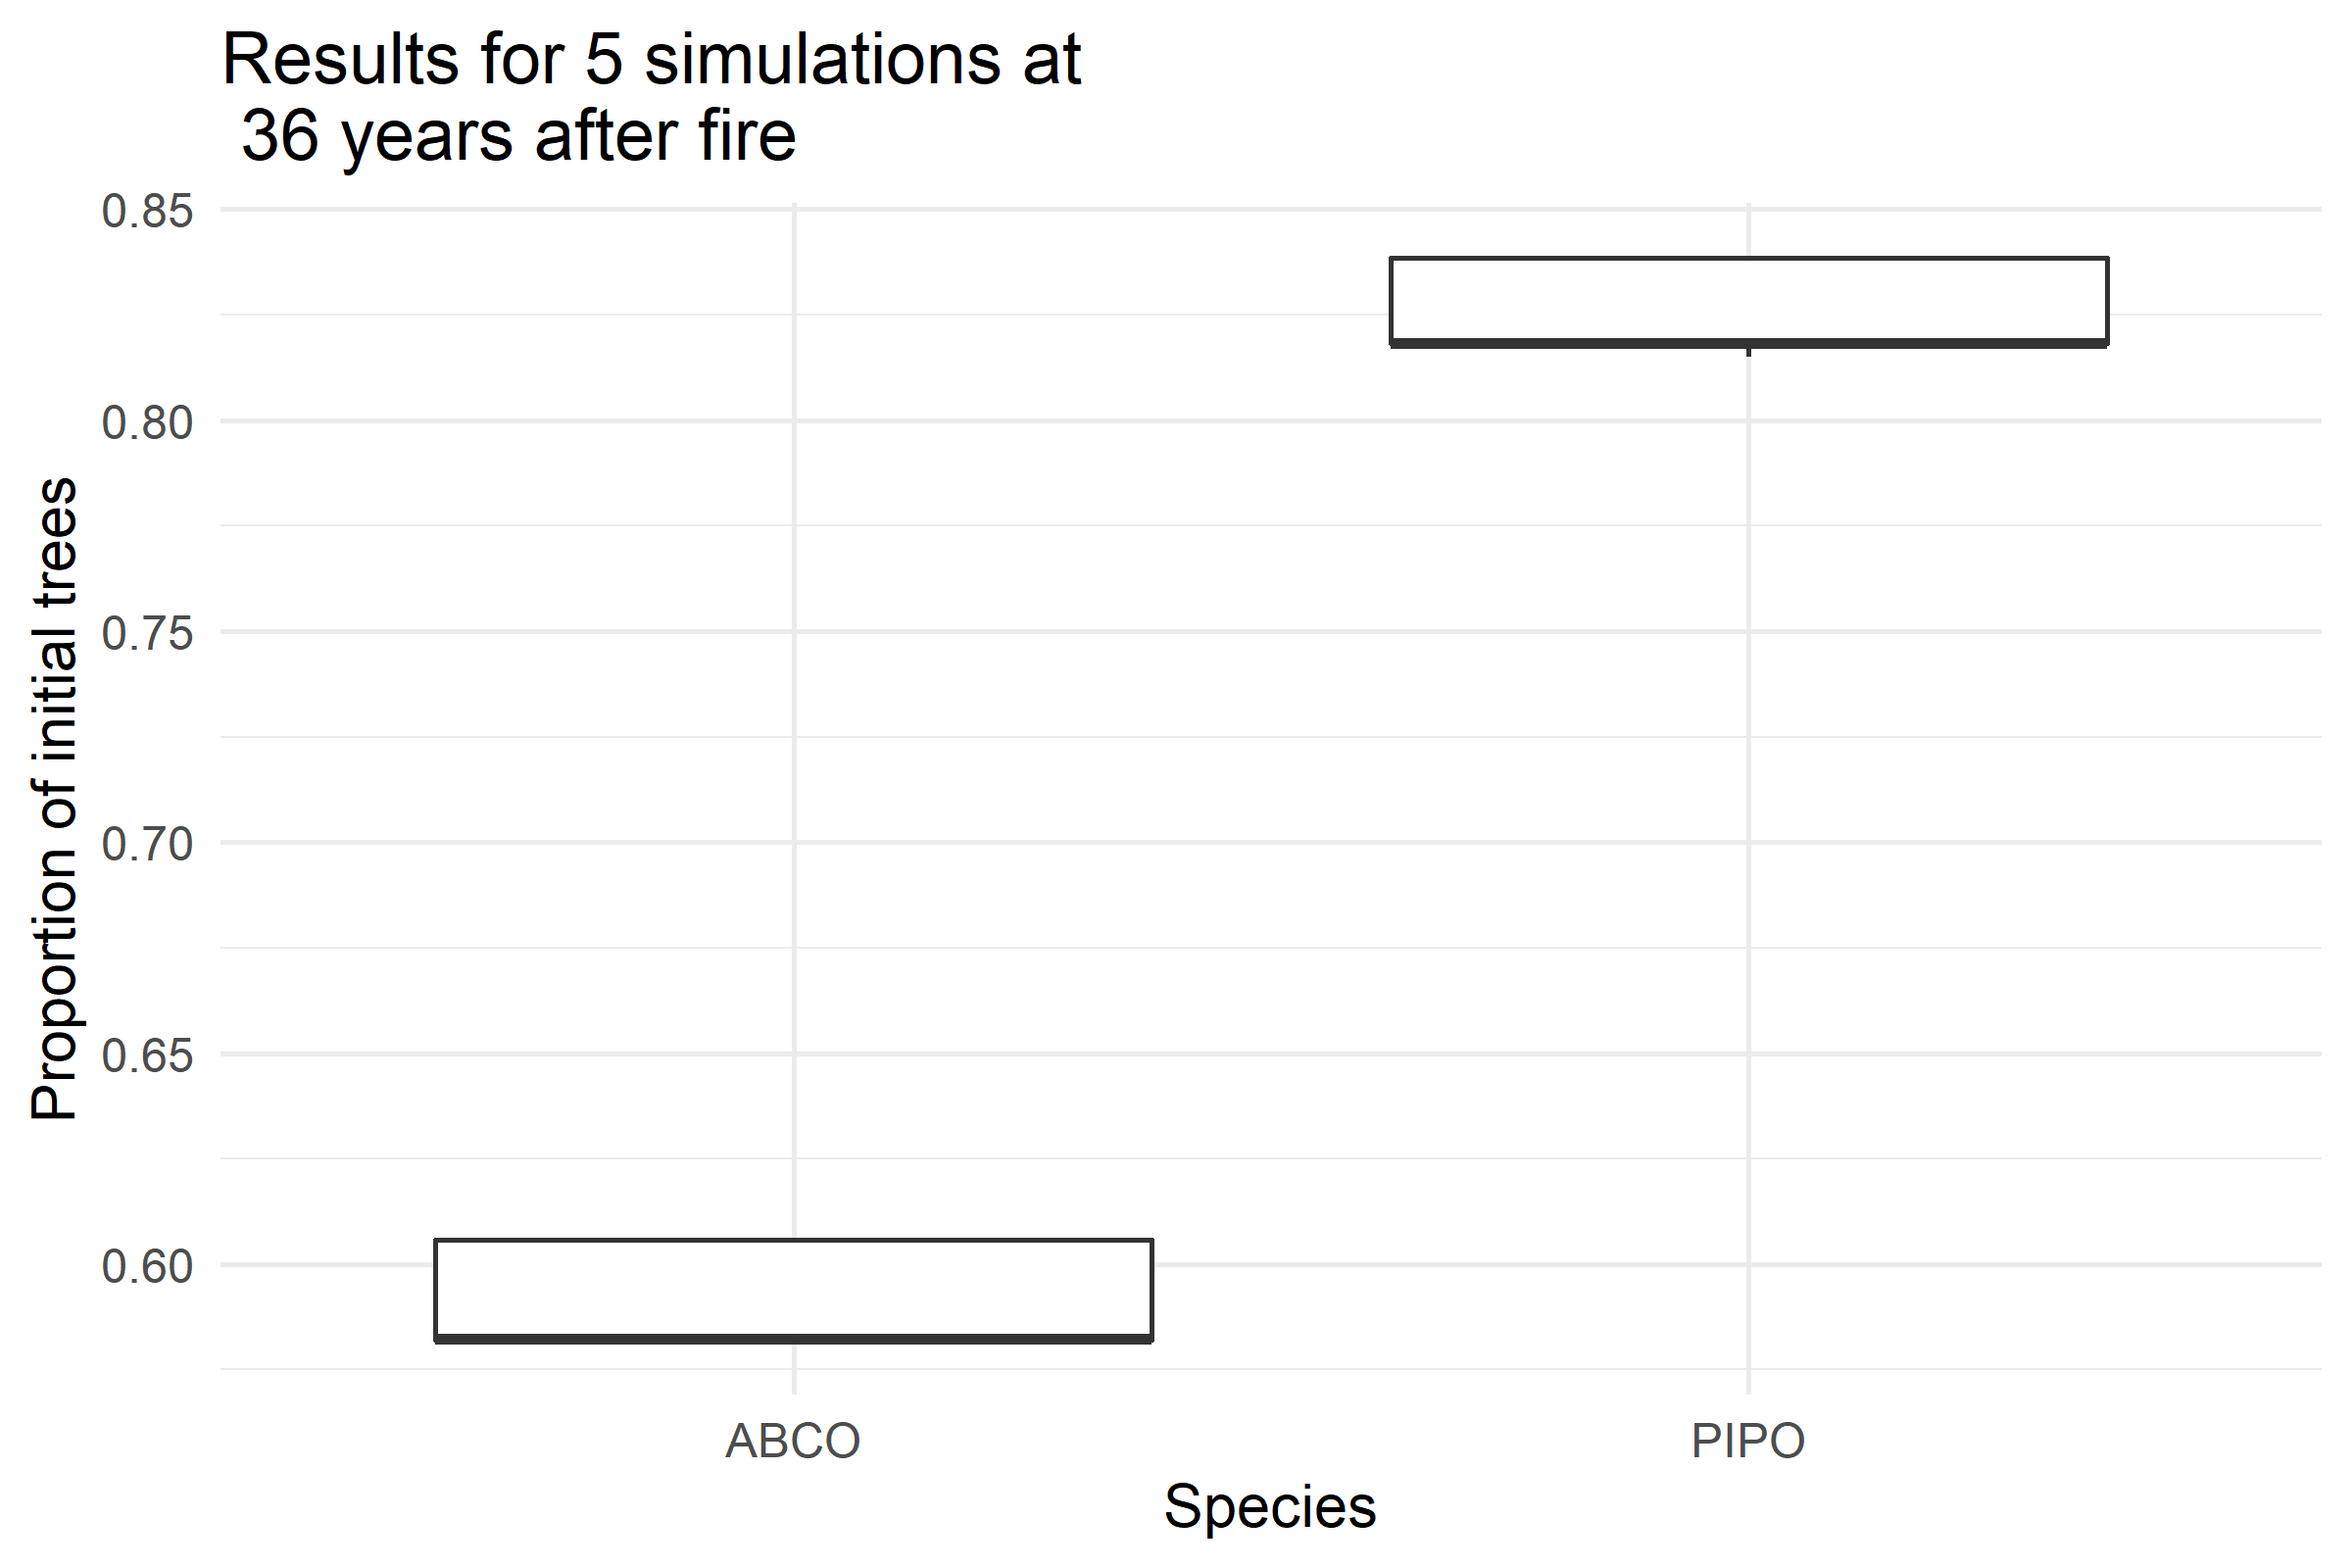 Results for 5 simulations at
36 years after fire
0.85
0.80
0.75
0.70
0.65
0.60
Proportion of initial trees
ABCO
PIPO
Species